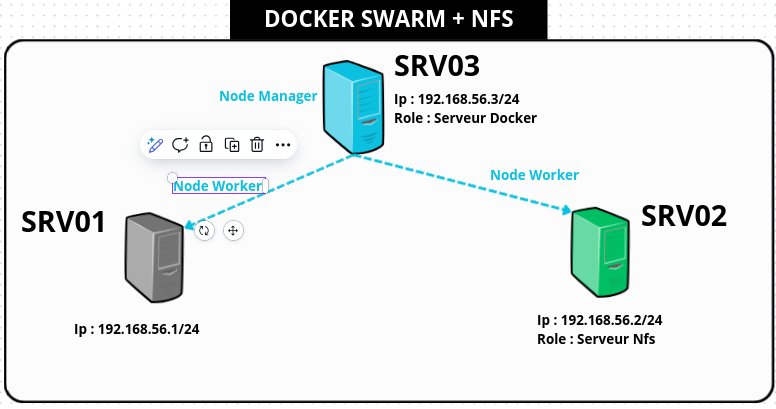 DOCKER SWARM + NFS
SRV03
Node Manager
Ip : 192.168.56.3/24
Role : Serveur Docker
Node Worker
Node Worker
SRV01
SRV02
Ip : 192.168.56.1/24
Ip : 192.168.56.2/24
Role : Serveur Nfs